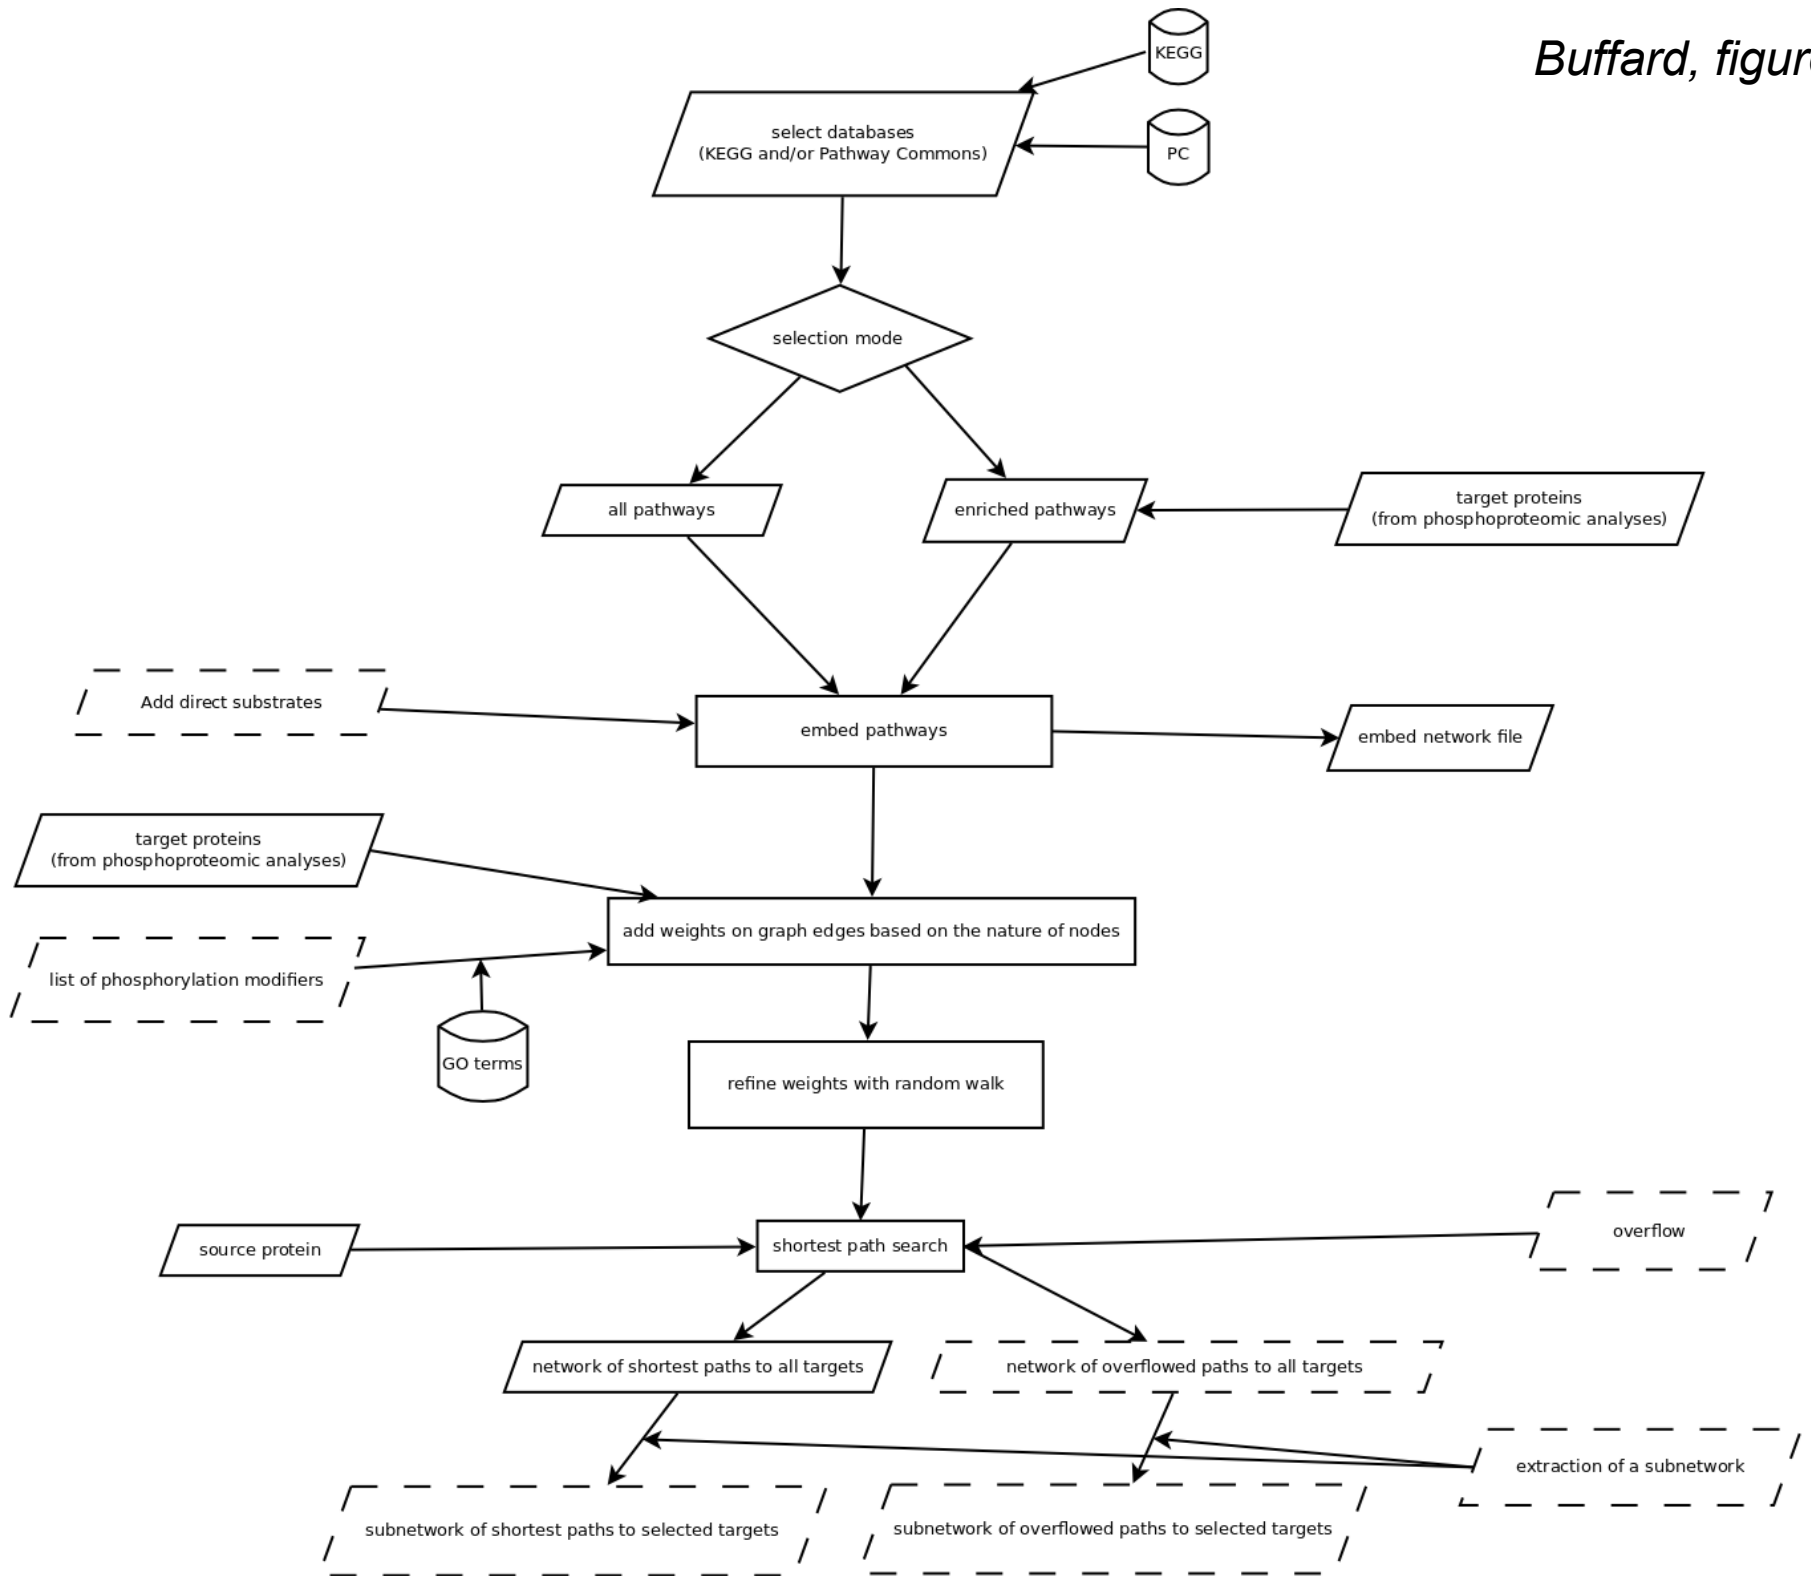 KEGG
Buffard, figur
select databases
(KEGG and/or Pathway Commons)
PC
selection mode
all pathways
enriched pathways
target proteins
(from phosphoproteomic analyses)
Add direct substrates
embed pathways
embed network file
target proteins
(from phosphoproteomic analyses)
add weights on graph edges based on the nature of nodes
list of phosphorylation modifiers
GO terms
refine weights with random walk
source protein
shortest path search
overflow
network of shortest paths to all targets
network of overflowed paths to all targets
extraction of a subnetwork
subnetwork of shortest paths to selected targets
subnetwork of overflowed paths to selected targets